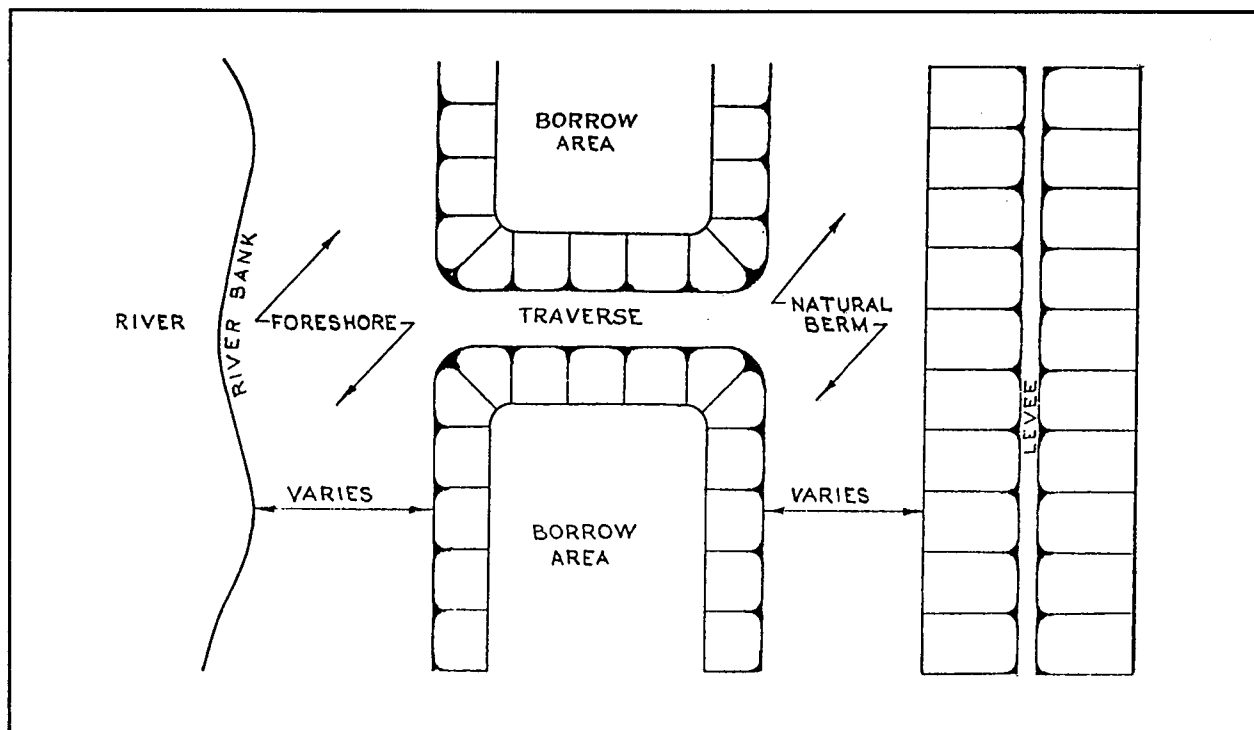 BORROW
AREA
RIVER BANK
RIVER
FORESHORE
TRAVERSE
NATURAL
BERM
LEVEE
VARIES
VARIES
BORROW
AREA